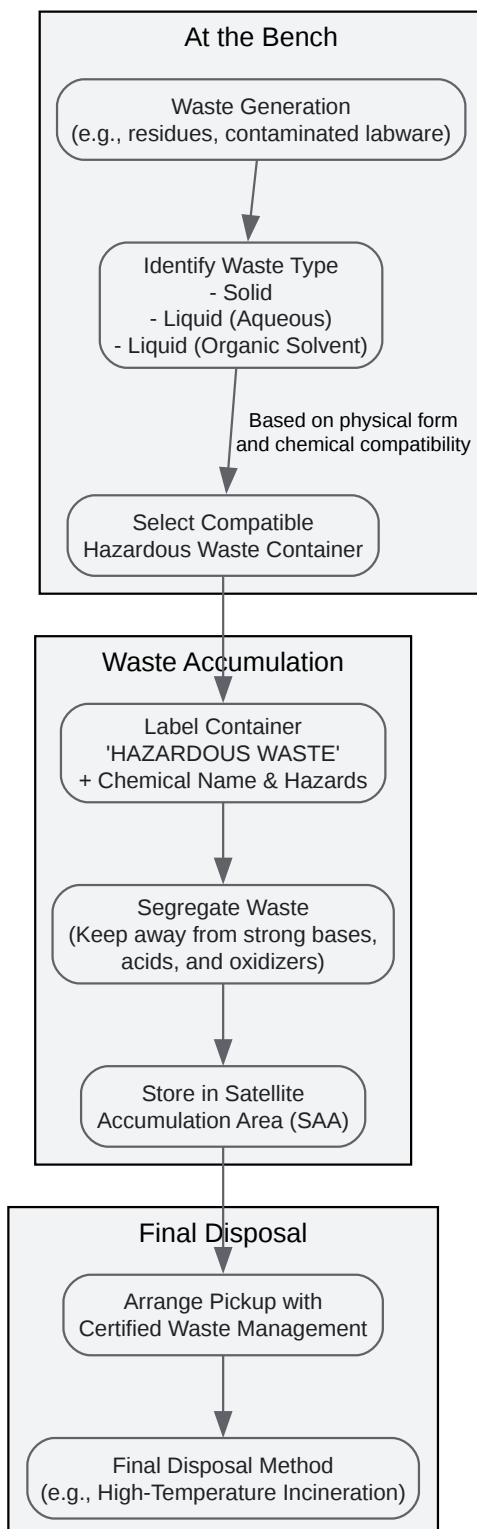 At the Bench
Waste Generation
(e.g., residues, contaminated labware)
Identify Waste Type
- Solid
- Liquid (Aqueous)
- Liquid (Organic Solvent)
Based on physical form
and chemical compatibility
Select Compatible
Hazardous Waste Container
Waste Accumulation
Label Container
'HAZARDOUS WASTE'
+ Chemical Name & Hazards
Segregate Waste
(Keep away from strong bases,
acids, and oxidizers)
Store in Satellite
Accumulation Area (SAA)
Final Disposal
Arrange Pickup with
Certified Waste Management
Final Disposal Method
(e.g., High-Temperature Incineration)